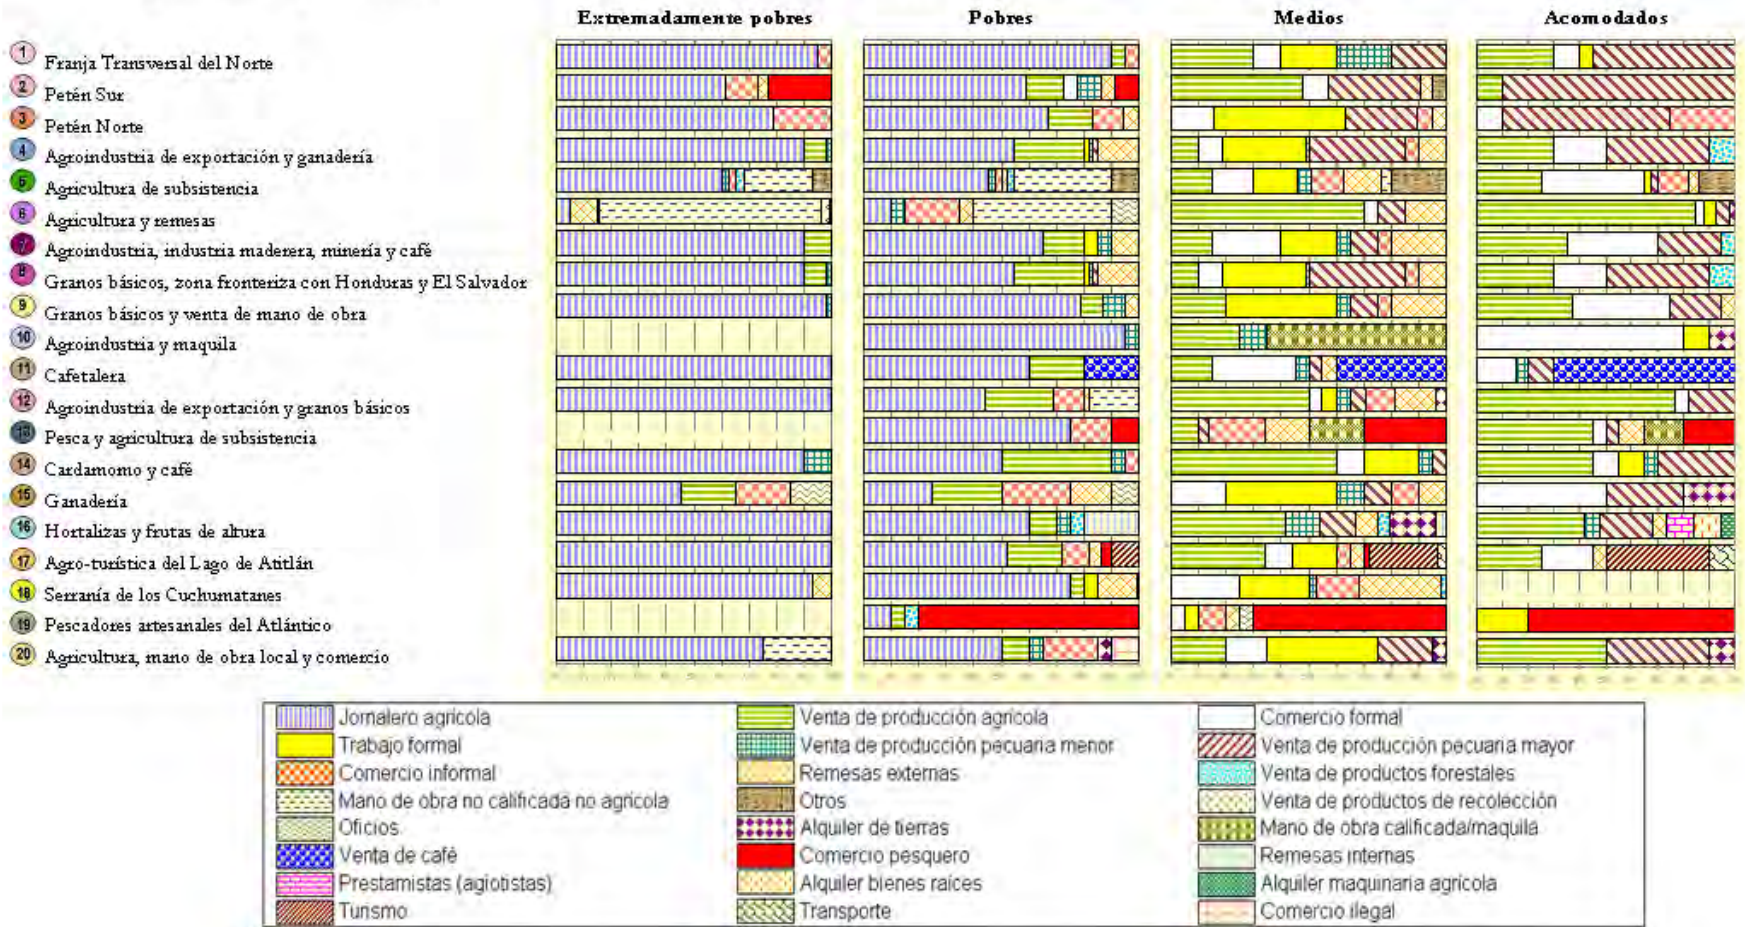 Extremadamente pobres
Pobres
Medios
Acomodados
1 Franja Transversal del Norte
2 Petén Sur
3 Petén Norte
4 Agroindustria de exportación y ganadería
5 Agricultura de subsistencia
6 Agricultura y remesas
7 Agroindustria, industria maderera, minería y café
8 Granos básicos, zona fronteriza con Honduras y El Salvador
9 Granos básicos y venta de mano de obra
10 Agroindustria y maquila
11 Cafetalera
12 Agroindustria de exportación y granos básicos
13 Pesca y agricultura de subsistencia
14 Cardamomo y café
15 Ganadería
16 Hortalizas y frutas de altura
17 Agro-turística del Lago de Atitlán
18 Serranía de los Cuchumatanes
19 Pescadores artesanales del Atlántico
20 Agricultura, mano de obra local y comercio
Jornalero agrícola
Venta de producción agrícola
Comercio formal
Trabajo formal
Venta de producción pecuaria menor
Venta de producción pecuaria mayor
Comercio informal
Remesas externas
Venta de productos forestales
Mano de obra no calificada no agrícola
Otros
Venta de productos de recolección
Oficios
Alquiler de tierras
Mano de obra calificada/maquila
Venta de café
Comercio pesquero
Remesas internas
Prestamistas (agiotistas)
Alquiler bienes raíces
Alquiler maquinaria agrícola
Turismo
Transporte
Comercio ilegal